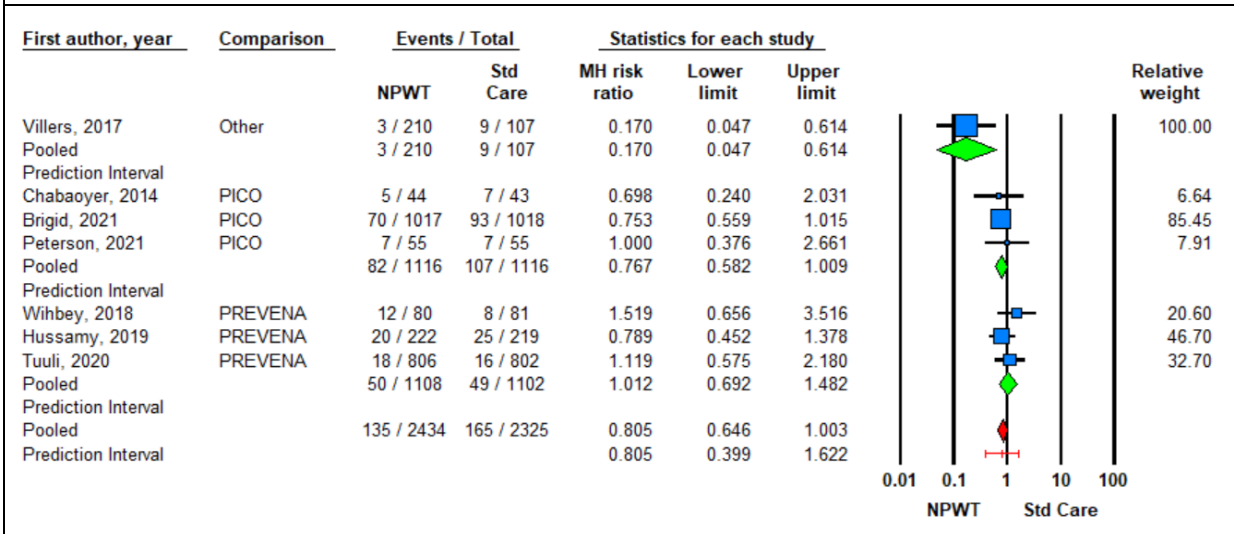 First author, year Comparison Events / Total Statistics for each study
NPWT Std Care MH risk ratio Lower limit Upper limit Relative weight
Villers, 2017 Other 3 / 210 9 / 107 0.170 0.047 0.614 100.00
Pooled 3 / 210 9 / 107 0.170 0.047 0.614
Prediction Interval
Chabaoyer, 2014 PICO 5 / 44 7 / 43 0.698 0.240 2.031 6.64
Brigid, 2021 PICO 70 / 1017 93 / 1018 0.753 0.559 1.015 85.45
Peterson, 2021 PICO 7 / 55 7 / 55 1.000 0.376 2.661 7.91
Pooled 82 / 1116 107 / 1116 0.767 0.582 1.009
Prediction Interval
Wihbey, 2018 PREVENA 12 / 80 8 / 81 1.519 0.656 3.516 20.60
Hussamy, 2019 PREVENA 20 / 222 25 / 219 0.789 0.452 1.378 46.70
Tuuli, 2020 PREVENA 18 / 806 16 / 802 1.119 0.575 2.180 32.70
Pooled 50 / 1108 49 / 1102 1.012 0.692 1.482
Prediction Interval
Pooled 135 / 2434 165 / 2325 0.805 0.646 1.003
Prediction Interval 0.805 0.399 1.622
0.01 0.1 1 10 100
NPWT Std Care